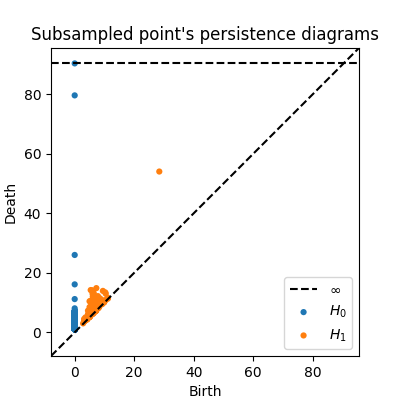 Subsampled point's persistence diagrams
80
60
40
20
0
Death
∞
H₀
H₁
0 20 40 60 80
Birth